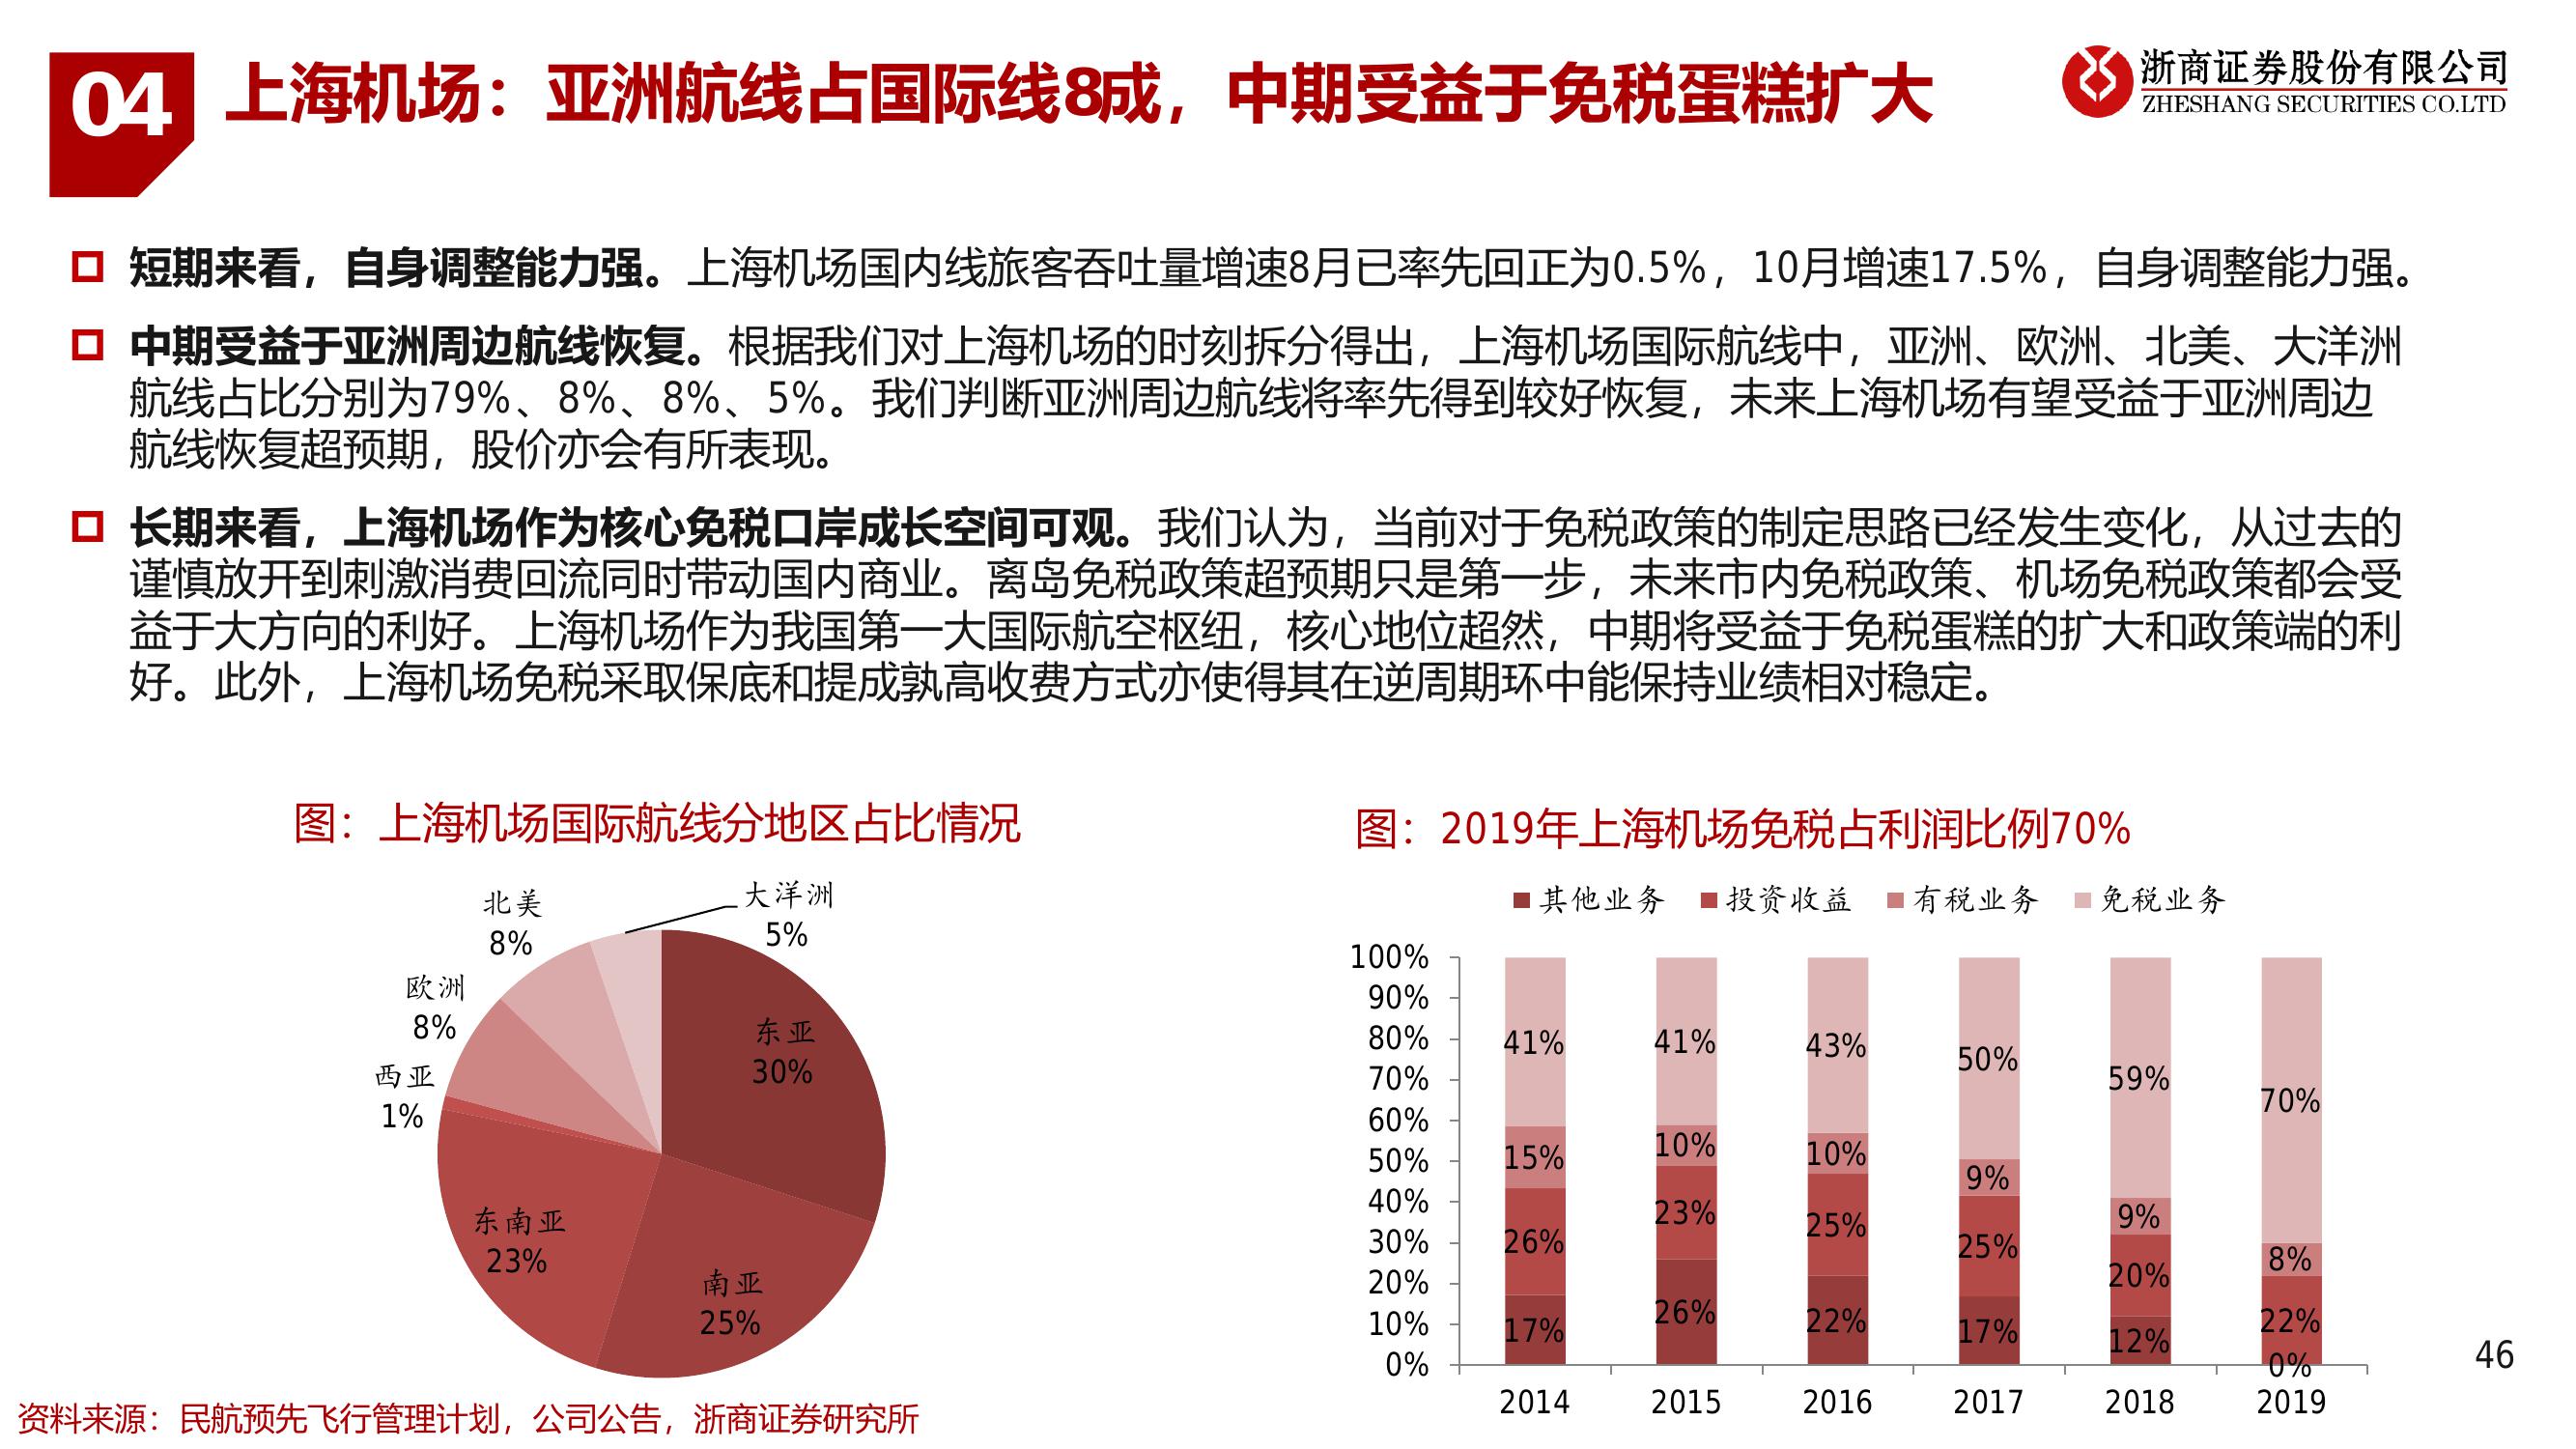 04
上海机场：亚洲航线占国际线8成，中期受益于免税蛋糕扩大
浙商证券股份有限公司
ZHESHANG SECURITIES CO.LTD
短期来看，自身调整能力强。上海机场国内线旅客吞吐量增速8月已率先回正为0.5%，10月增速17.5%，自身调整能力强。
中期受益于亚洲周边航线恢复。根据我们对上海机场的时刻拆分得出，上海机场国际航线中，亚洲、欧洲、北美、大洋洲
航线占比分别为79%、8%、8%、5%。我们判断亚洲周边航线将率先得到较好恢复，未来上海机场有望受益于亚洲周边
航线恢复超预期，股价亦会有所表现。
长期来看，上海机场作为核心免税口岸成长空间可观。我们认为，当前对于免税政策的制定思路已经发生变化，从过去的
谨慎放开到刺激消费回流同时带动国内商业。离岛免税政策超预期只是第一步，未来市内免税政策、机场免税政策都会受
益于大方向的利好。上海机场作为我国第一大国际航空枢纽，核心地位超然，中期将受益于免税蛋糕的扩大和政策端的利
好。此外，上海机场免税采取保底和提成孰高收费方式亦使得其在逆周期环中能保持业绩相对稳定。
图：上海机场国际航线分地区占比情况
大洋洲
5%
北美
8%
欧洲
8%
西亚
1%
东亚
30%
东南亚
23%
南亚
25%
图：2019年上海机场免税占利润比例70%
其他业务 投资收益 有税业务 免税业务
100%
90%
80%
70%
60%
50%
40%
30%
20%
10%
0%
41% 41% 43% 50% 59% 70%
15% 10% 10% 9% 9% 8%
26% 23% 25% 25% 20% 22%
17% 26% 22% 17% 12% 0%
2014 2015 2016 2017 2018 2019
46
资料来源：民航预先飞行管理计划，公司公告，浙商证券研究所